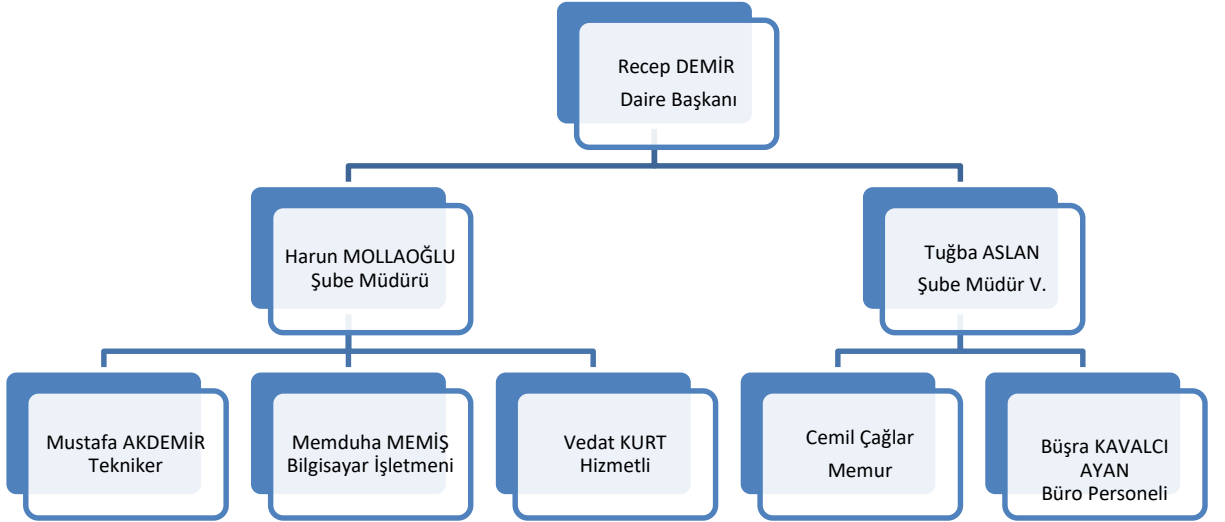 Recep DEMİR
Daire Başkanı
Harun MOLLAOĞLU
Şube Müdürü
Tuğba ASLAN
Şube Müdür V.
Mustafa AKDEMİR
Tekniker
Memduha MEMİŞ
Bilgisayar İşletmeni
Vedat KURT
Hizmetli
Cemil Çağlar
Memur
Büşra KAVALCI
AYAN
Büro Personeli